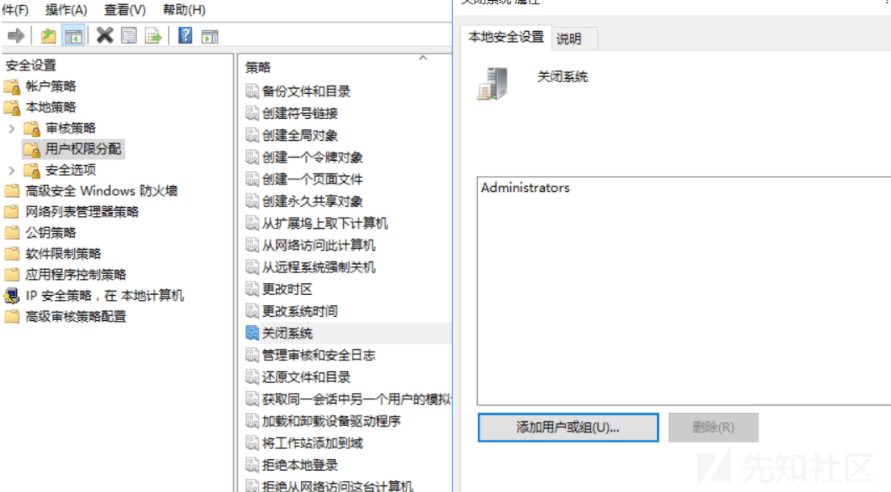 件(F) 操作(A) 查看(V) 帮助(H)
安全设置
帐户策略
本地策略
审核策略
用户权限分配
安全选项
高级安全 Windows 防火墙
网络列表管理器策略
公钥策略
软件限制策略
应用程序控制策略
IP 安全策略，在 本地计算机
高级审核策略配置
策略
备份文件和目录
创建符号链接
创建全局对象
创建一个令牌对象
创建一个页面文件
创建永久共享对象
从扩展坞上取下计算机
从网络访问此计算机
从远程系统强制关机
更改时区
更改系统时间
关闭系统
管理审核和安全日志
还原文件和目录
获取同一会话中另一个用户的模拟
加载和卸载设备驱动程序
将工作站添加到域
拒绝本地登录
拒绝从网络访问这台计算机
关闭系统 属性
本地安全设置 说明
关闭系统
Administrators
添加用户或组(U)... 删除(R)
先知社区